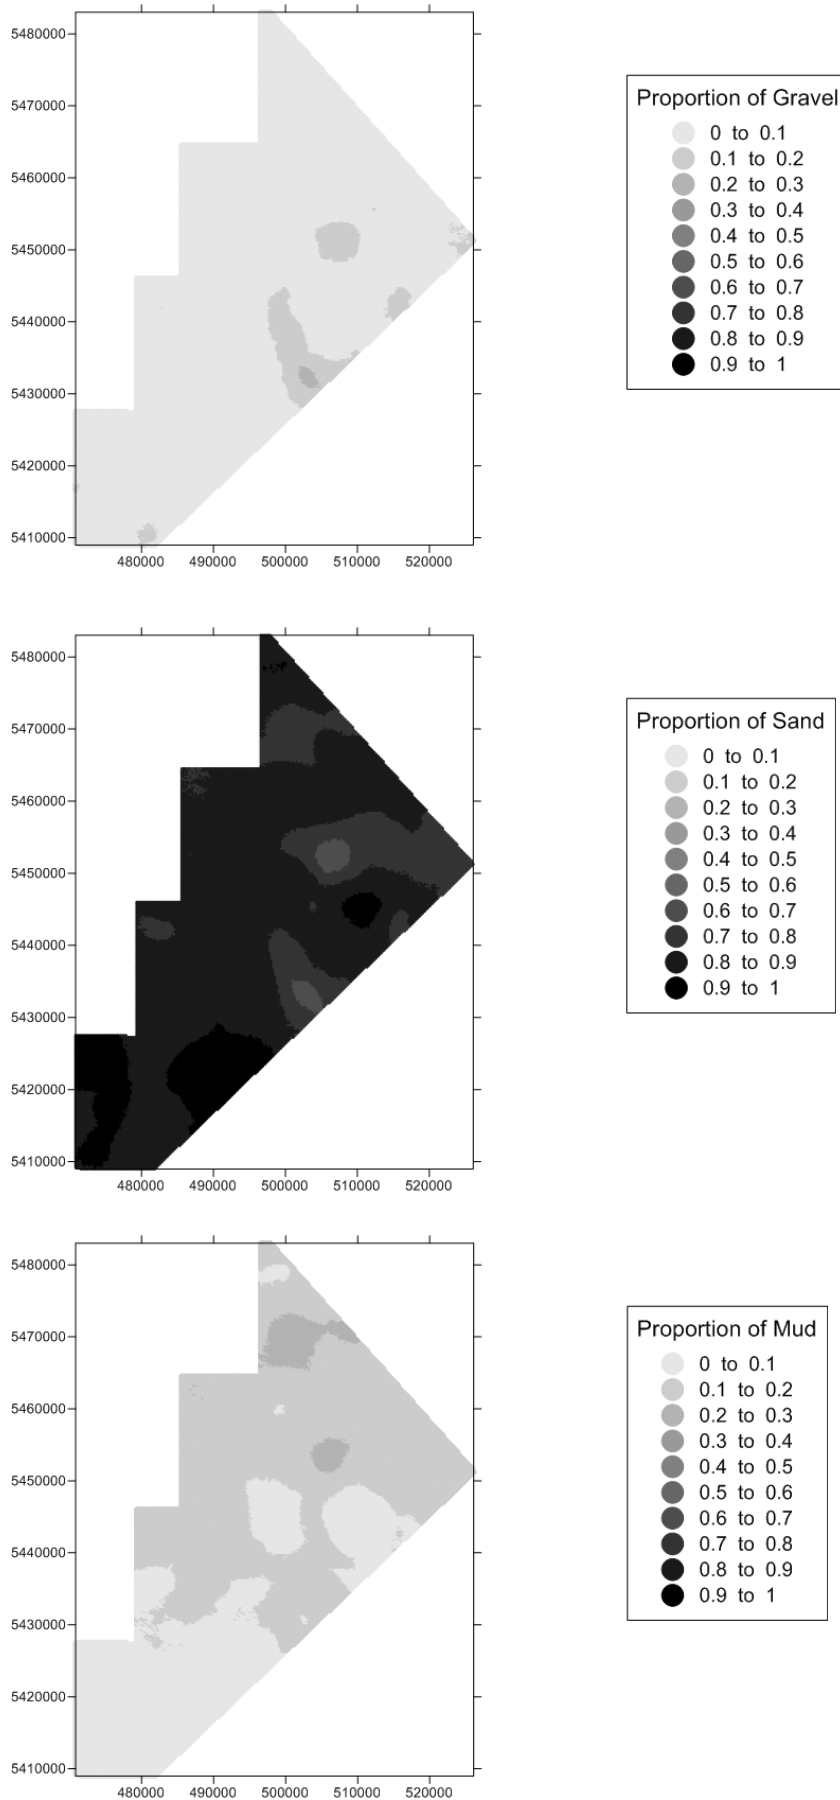 5480000
5470000
5460000
5450000
5440000
5430000
5420000
5410000
480000 490000 500000 510000 520000
Proportion of Gravel
0 to 0.1
0.1 to 0.2
0.2 to 0.3
0.3 to 0.4
0.4 to 0.5
0.5 to 0.6
0.6 to 0.7
0.7 to 0.8
0.8 to 0.9
0.9 to 1
5480000
5470000
5460000
5450000
5440000
5430000
5420000
5410000
480000 490000 500000 510000 520000
Proportion of Sand
0 to 0.1
0.1 to 0.2
0.2 to 0.3
0.3 to 0.4
0.4 to 0.5
0.5 to 0.6
0.6 to 0.7
0.7 to 0.8
0.8 to 0.9
0.9 to 1
5480000
5470000
5460000
5450000
5440000
5430000
5420000
5410000
480000 490000 500000 510000 520000
Proportion of Mud
0 to 0.1
0.1 to 0.2
0.2 to 0.3
0.3 to 0.4
0.4 to 0.5
0.5 to 0.6
0.6 to 0.7
0.7 to 0.8
0.8 to 0.9
0.9 to 1